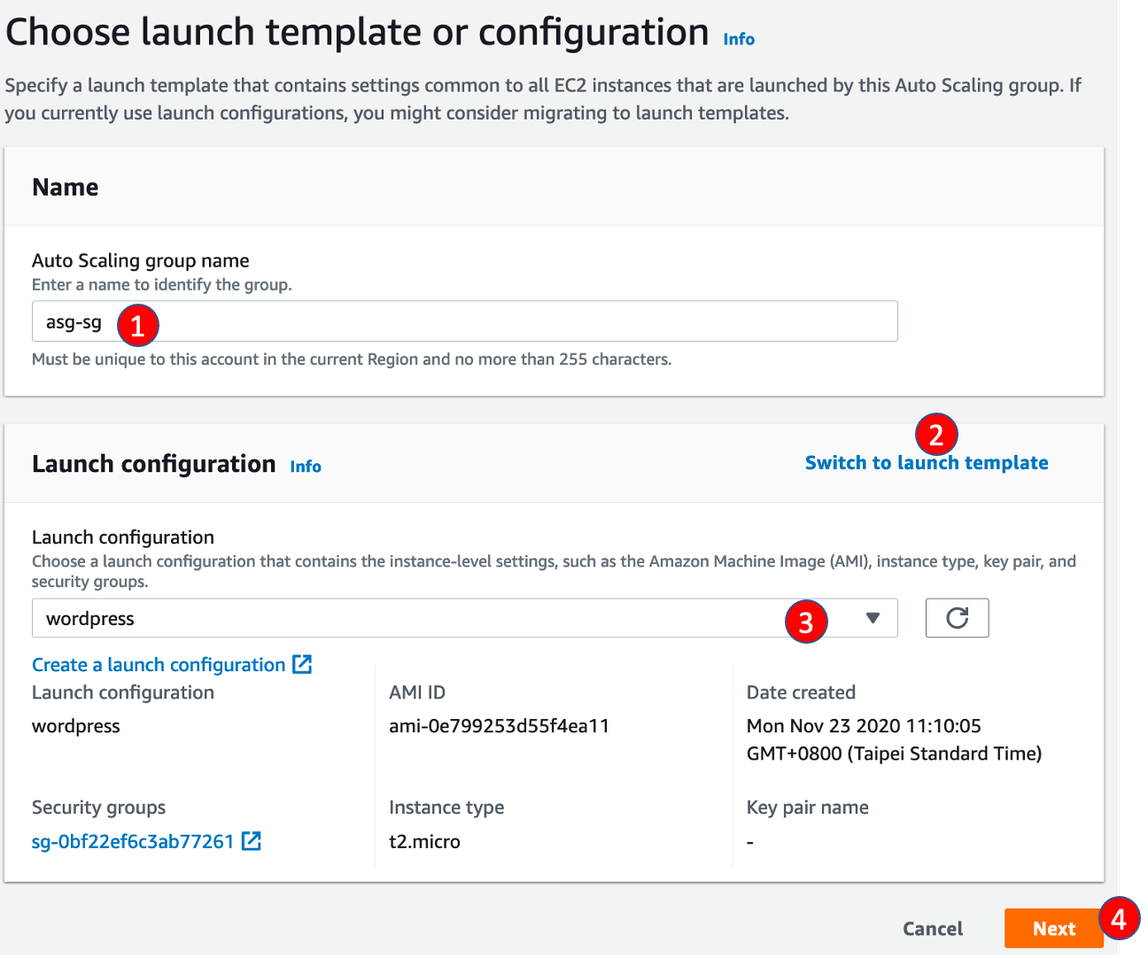 Choose launch template or configuration Info
Specify a launch template that contains settings common to all EC2 instances that are launched by this Auto Scaling group. If
you currently use launch configurations, you might consider migrating to launch templates.
Name
Auto Scaling group name
Enter a name to identify the group.
asg-sg 1
Must be unique to this account in the current Region and no more than 255 characters.
2
Launch configuration Info Switch to launch template
Launch configuration
Choose a launch configuration that contains the instance-level settings, such as the Amazon Machine Image (AMI), instance type, key pair, and
security groups.
wordpress 3
Create a launch configuration
Launch configuration AMI ID Date created
wordpress ami-0e799253d55f4ea11 Mon Nov 23 2020 11:10:05
GMT+0800 (Taipei Standard Time)
Security groups Instance type Key pair name
sg-0bf22ef6c3ab77261 t2.micro -
Cancel Next 4